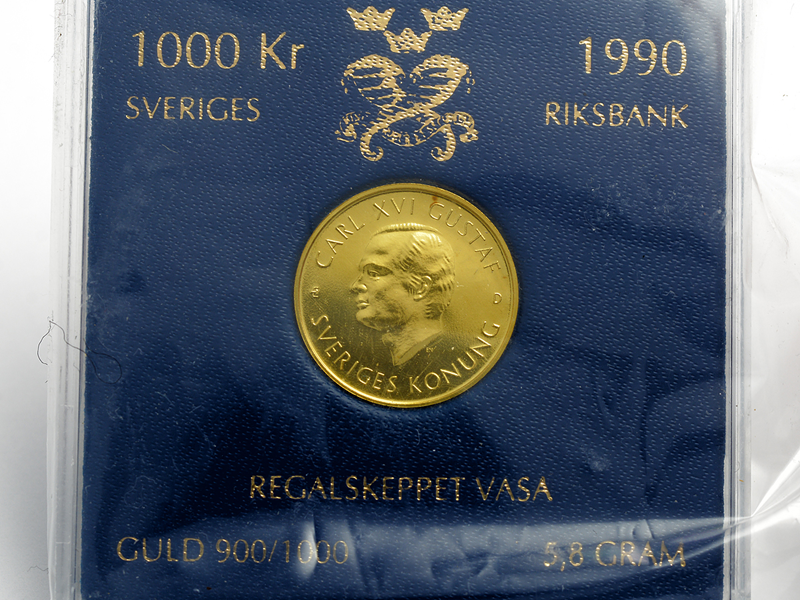 1000 Kr
1990
SVERIGES
RIKSBANK
CARL XVI GUSTAF
D
SVERIGES KONUNG
REGALSKEPPET VASA
GULD 900/1000
5,8 GRAM